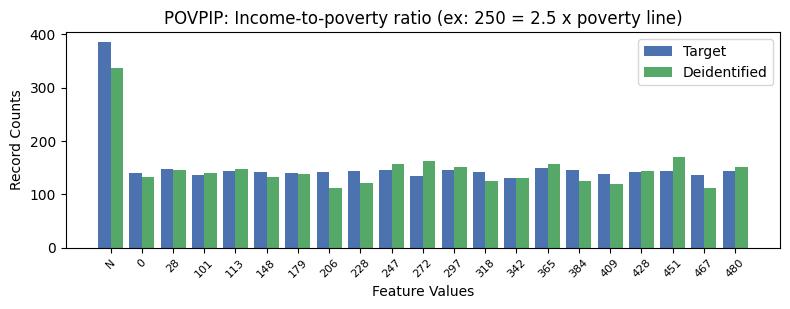 POVPIP: Income-to-poverty ratio (ex: 250 = 2.5 x poverty line)
Target
Deidentified
Record Counts
400
300
200
100
0
N 0 28 101 113 148 179 206 228 247 272 297 318 342 365 384 409 428 451 467 480
Feature Values